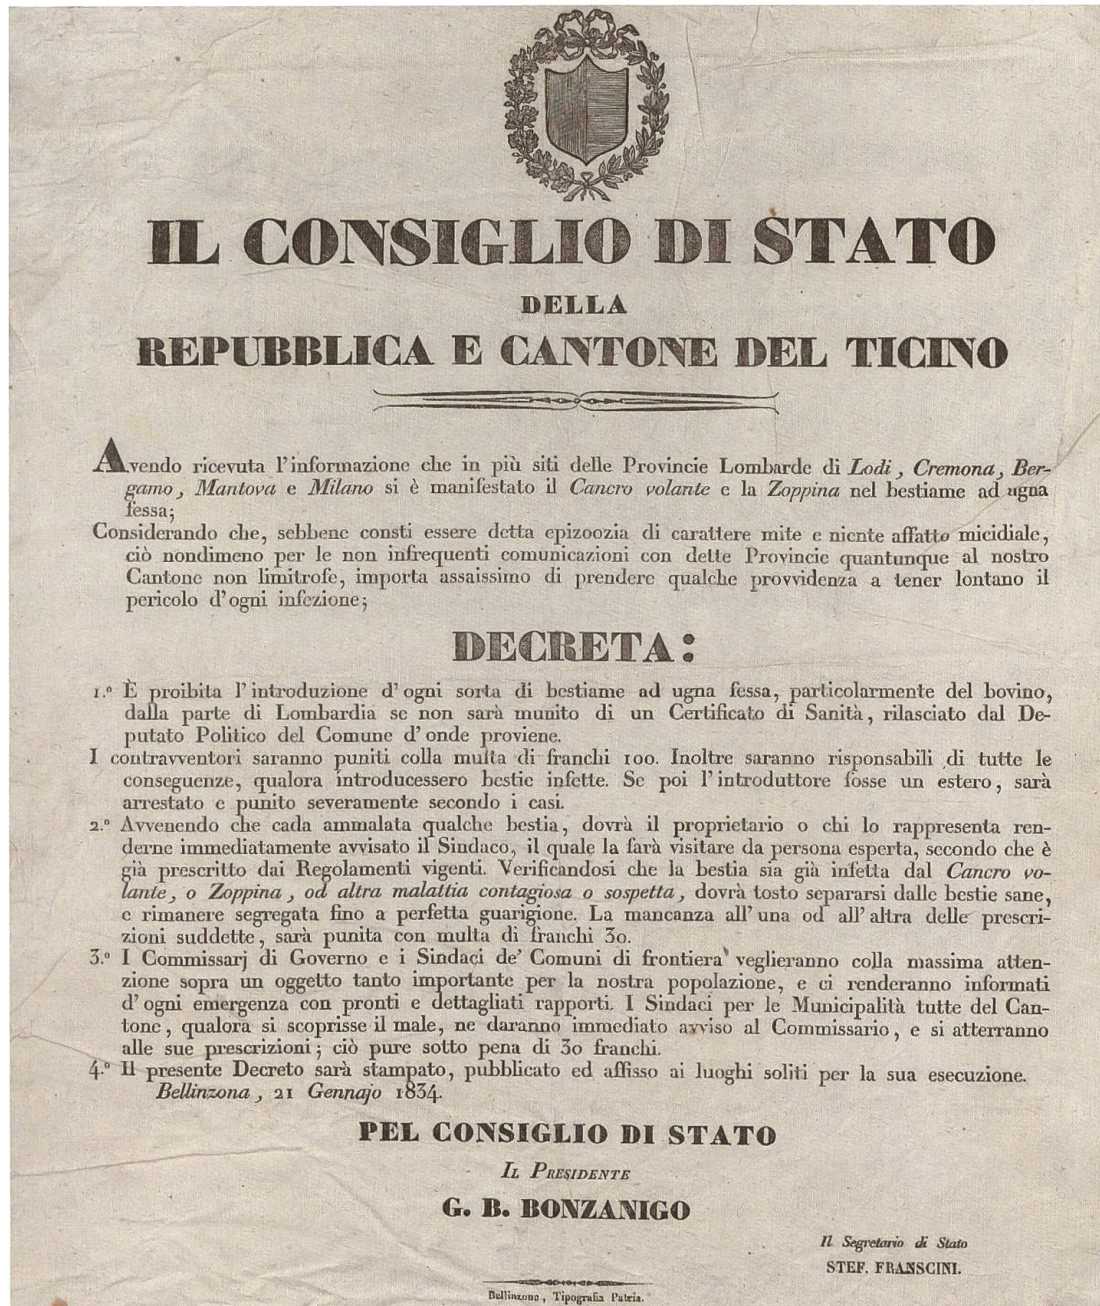 IL CONSIGLIO DI STATO
DELLA
REPUBBLICA E CANTONE DEL TICINO
Avendo ricevuta l'informazione che in più siti delle Provincie Lombarde di Lodi, Cremona, Ber-
gamo, Mantova e Milano si è manifestato il Cancro volante e la Zoppina nel bestiame ad ugna
fessa;
Considerando che, sebbene consti essere detta epizoozia di carattere mite e niente affatto micidiale,
ciò nondimeno per le non infrequenti comunicazioni con dette Provincie quantunque al nostro
Cantone non limitrofe, importa assaissimo di prendere qualche provvidenza a tener lontano il
pericolo d'ogni infezione;
DECRETA:
1.º È proibita l'introduzione d'ogni sorta di bestiame ad ugna fessa, particolarmente del bovino,
dalla parte di Lombardia se non sarà munito di un Certificato di Sanità, rilasciato dal De-
putato Politico del Comune d'onde proviene.
I contravventori saranno puniti colla multa di franchi 100. Inoltre saranno risponsabili di tutte le
conseguenze, qualora introducessero bestie infette. Se poi l'introduttore fosse un estero, sarà
arrestato e punito severamente secondo i casi.
2.º Avvenendo che cada ammalata qualche bestia, dovrà il proprietario o chi lo rappresenta ren-
derne immediatamente avvisato il Sindaco, il quale la farà visitare da persona esperta, secondo che è
già prescritto dai Regolamenti vigenti. Verificandosi che la bestia sia già infetta dal Cancro vo-
lante, o Zoppina, od altra malattia contagiosa o sospetta, dovrà tosto separarsi dalle bestie sane,
e rimanere segregata fino a perfetta guarigione. La mancanza all'una od all'altra delle prescri-
zioni suddette, sarà punita con multa di franchi 30.
3.º I Commissarj di Governo e i Sindaci de' Comuni di frontiera veglieranno colla massima atten-
zione sopra un oggetto tanto importante per la nostra popolazione, e ci renderanno informati
d'ogni emergenza con pronti e dettagliati rapporti. I Sindaci per le Municipalità tutte del Can-
tone, qualora si scoprisse il male, ne daranno immediato avviso al Commissario, e si atterranno
alle sue prescrizioni; ciò pure sotto pena di 30 franchi.
4.º Il presente Decreto sarà stampato, pubblicato ed affisso ai luoghi soliti per la sua esecuzione.
Bellinzona, 21 Gennajo 1834.
PEL CONSIGLIO DI STATO
IL PRESIDENTE
G. B. BONZANIGO
Il Segretario di Stato
STEF. FRANSCINI.
Bellinzona, Tipografia Patria.